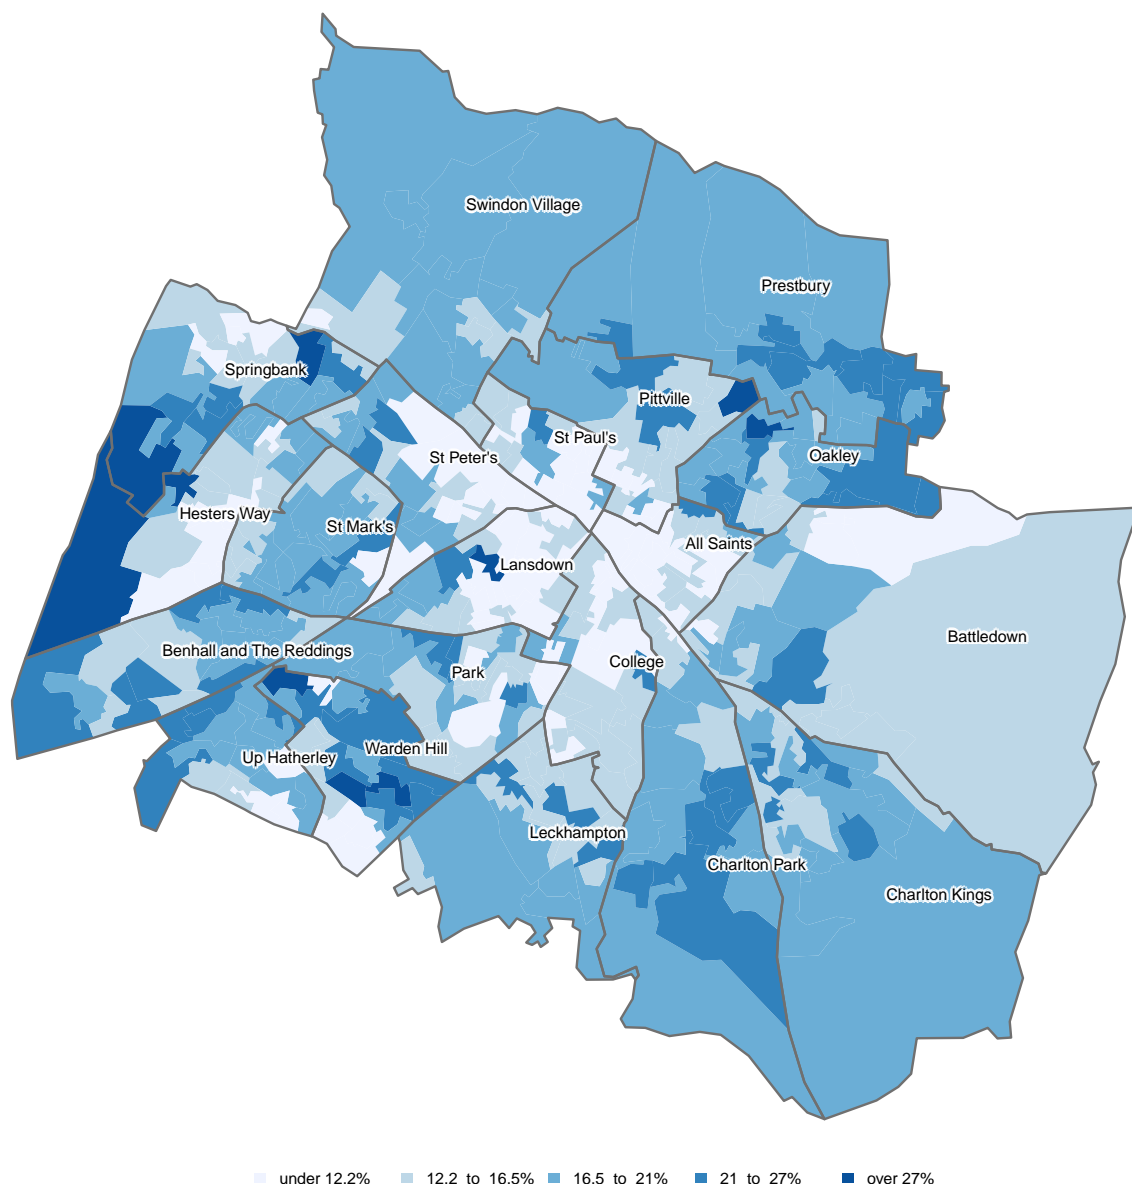 Swindon Village
Prestbury
Springbank
Pittville
St Paul's
St Peter's
Oakley
Hesters Way
St Mark's
All Saints
Lansdown
Battledown
Benhall and The Reddings
College
Park
Warden Hill
Up Hatherley
Leckhampton
Charlton Park
Charlton Kings
under 12.2% 12.2 to 16.5% 16.5 to 21% 21 to 27% over 27%